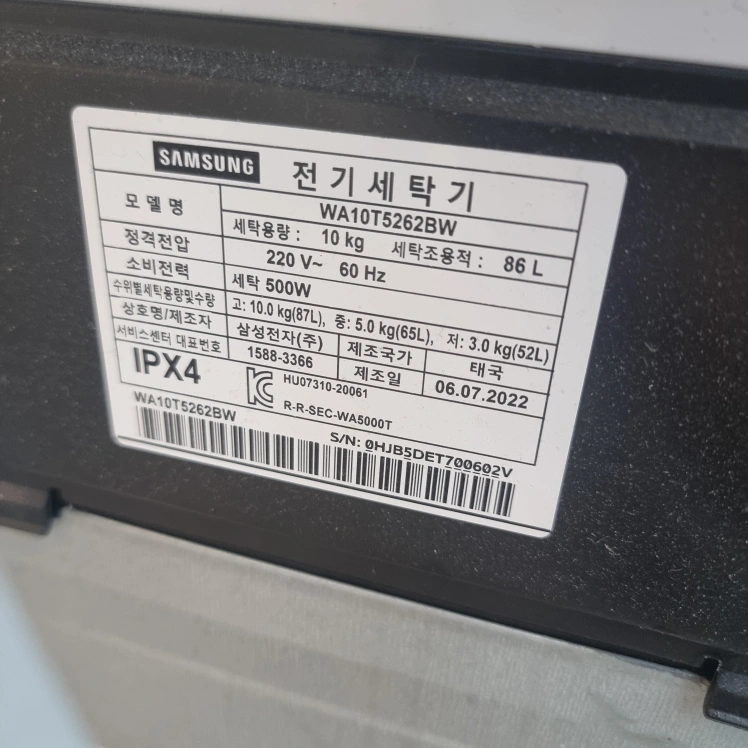 SAMSUNG 전기세탁기
모델명 WA10T5262BW
세탁용량 : 10 kg 세탁조용적 : 86 L
정격전압 220 V~ 60 Hz
소비전력 세탁 500W
수위별세탁용량및수량 고: 10.0 kg(87L), 중: 5.0 kg(65L), 저: 3.0 kg(52L)
상호명/제조자 삼성전자(주) 제조국가 태국
서비스센터 대표번호 1588-3366 제조일 06.07.2022
IPX4 HU07310-20061
R-R-SEC-WA5000T
WA10T5262BW
S/N: 0HJB5DET700602V